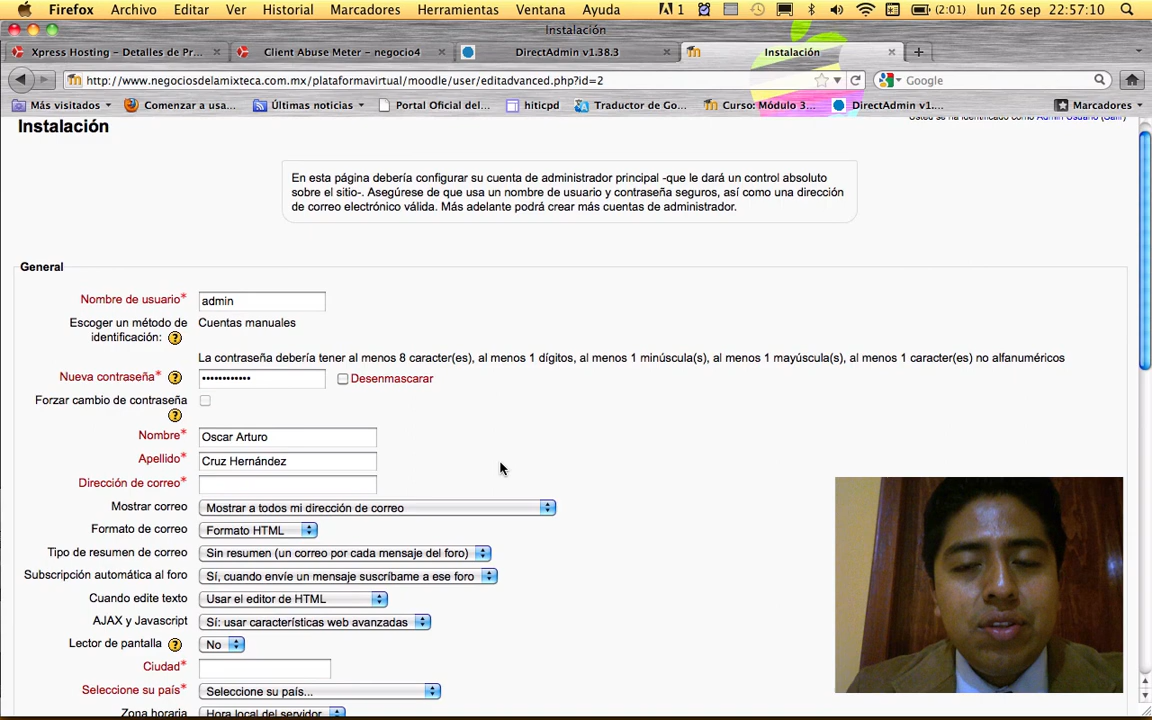 Firefox Archivo Editar Ver Historial Marcadores Herramientas Ventana Ayuda 1 (2:01) lun 26 sep 22:57:10
Instalación
Xpress Hosting – Detalles de Pr... Client Abuse Meter – negocio4 DirectAdmin v1.38.3 Instalación
http://www.negociosdelamixteca.com.mx/plataformavirtual/moodle/user/editadvanced.php?id=2 Google
Más visitados Comenzar a usa... Últimas noticias Portal Oficial del... hiticpd Traductor de Go... Curso: Módulo 3... DirectAdmin v1... Marcadores
Usted se ha identificado como Admin Usuario (Salir)
Instalación
En esta página debería configurar su cuenta de administrador principal -que le dará un control absoluto
sobre el sitio-. Asegúrese de que usa un nombre de usuario y contraseña seguros, así como una dirección
de correo electrónico válida. Más adelante podrá crear más cuentas de administrador.
General
Nombre de usuario* admin
Escoger un método de Cuentas manuales
identificación: ?
La contraseña debería tener al menos 8 caracter(es), al menos 1 dígitos, al menos 1 minúscula(s), al menos 1 mayúscula(s), al menos 1 caracter(es) no alfanuméricos
Nueva contraseña* ? •••••••••••• Desenmascarar
Forzar cambio de contraseña
?
Nombre* Oscar Arturo
Apellido* Cruz Hernández
Dirección de correo*
Mostrar correo Mostrar a todos mi dirección de correo
Formato de correo Formato HTML
Tipo de resumen de correo Sin resumen (un correo por cada mensaje del foro)
Subscripción automática al foro Sí, cuando envíe un mensaje suscríbame a ese foro
Cuando edite texto Usar el editor de HTML
AJAX y Javascript Sí: usar características web avanzadas
Lector de pantalla ? No
Ciudad*
Seleccione su país* Seleccione su país...
Zona horaria Hora local del servidor